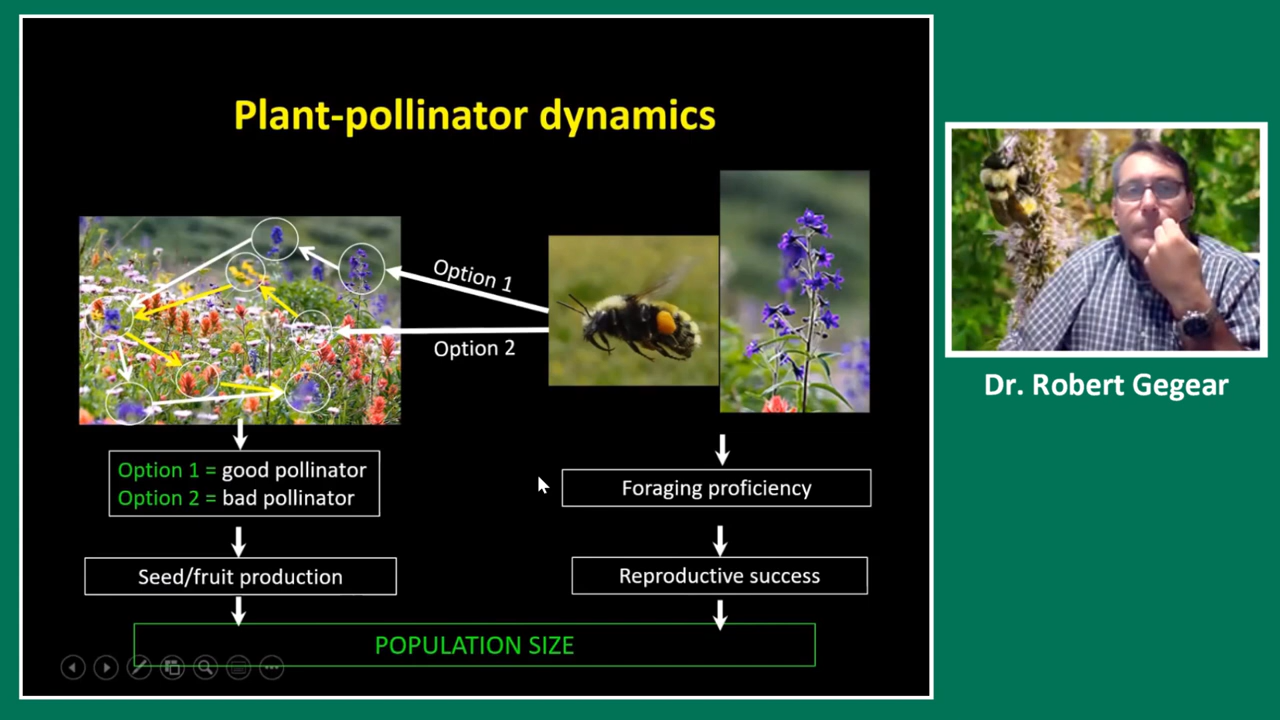 Plant-pollinator dynamics
Option 1
Option 2
Option 1 = good pollinator
Option 2 = bad pollinator
Foraging proficiency
Seed/fruit production
Reproductive success
POPULATION SIZE
Dr. Robert Gegear